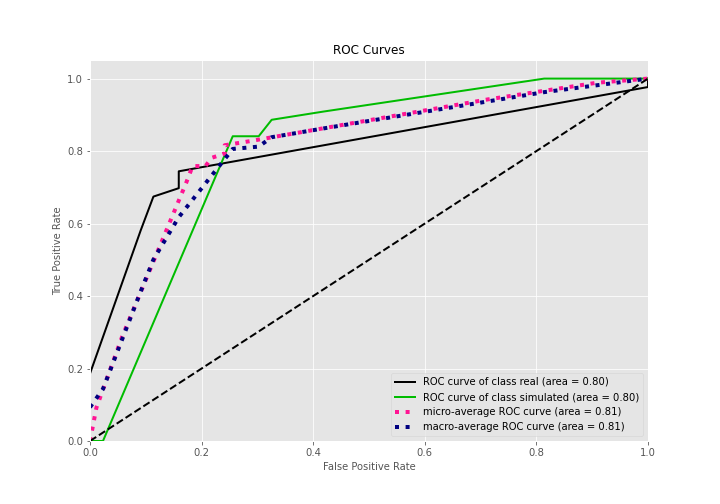 ROC Curves
True Positive Rate
1.0
0.8
0.6
0.4
0.2
0.0
0.0 0.2 0.4 0.6 0.8 1.0
False Positive Rate
ROC curve of class real (area = 0.80)
ROC curve of class simulated (area = 0.80)
micro-average ROC curve (area = 0.81)
macro-average ROC curve (area = 0.81)